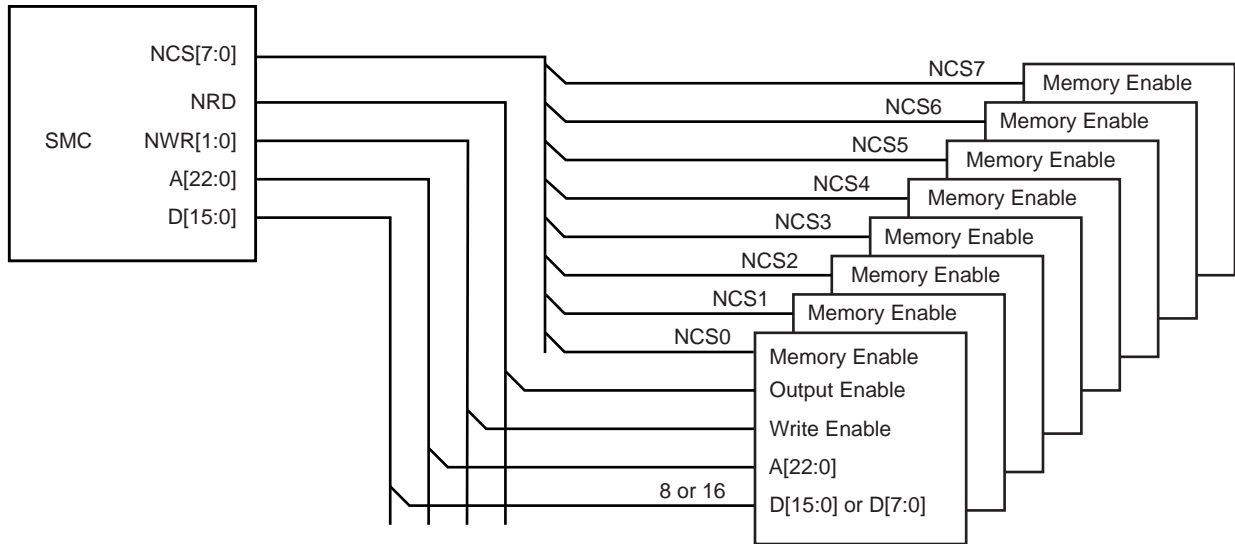 NCS[7:0]
NRD
SMC
NWR[1:0]
A[22:0]
D[15:0]
NCS7
Memory Enable
NCS6
Memory Enable
NCS5
Memory Enable
NCS4
Memory Enable
NCS3
Memory Enable
NCS2
Memory Enable
NCS1
Memory Enable
NCS0
Memory Enable
Output Enable
Write Enable
A[22:0]
8 or 16
D[15:0] or D[7:0]